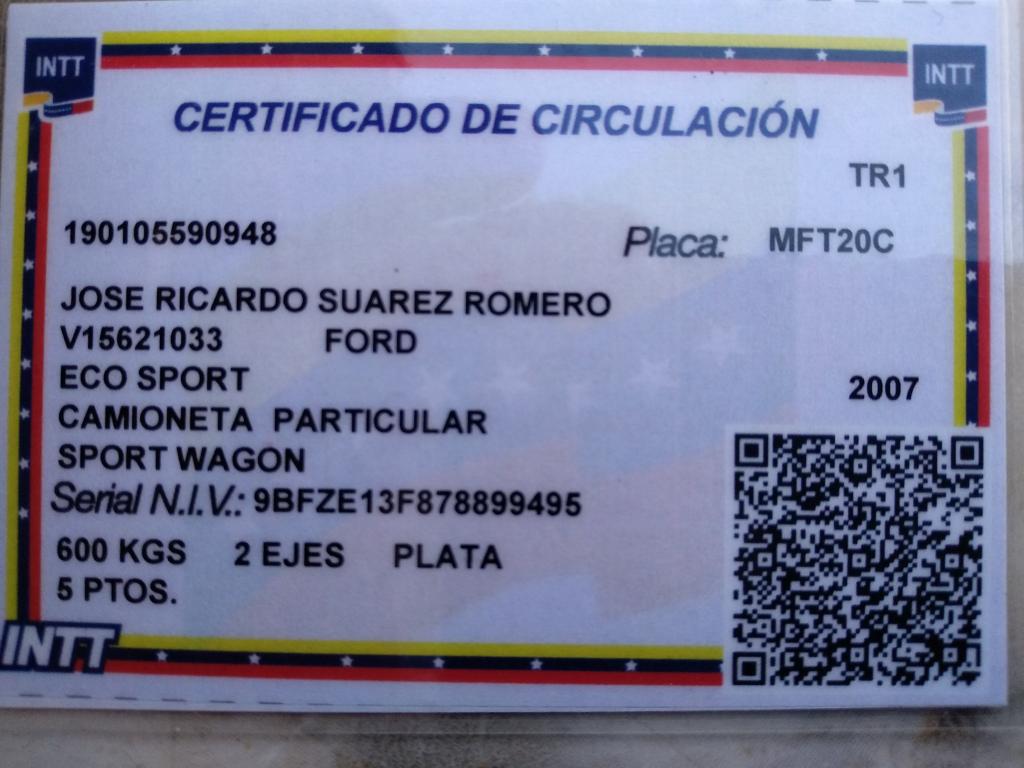 INTT
INTT
CERTIFICADO DE CIRCULACIÓN
TR1
190105590948 Placa: MFT20C
JOSE RICARDO SUAREZ ROMERO
V15621033 FORD
ECO SPORT 2007
CAMIONETA PARTICULAR
SPORT WAGON
Serial N.I.V.: 9BFZE13F878899495
600 KGS 2 EJES PLATA
5 PTOS.
INTT